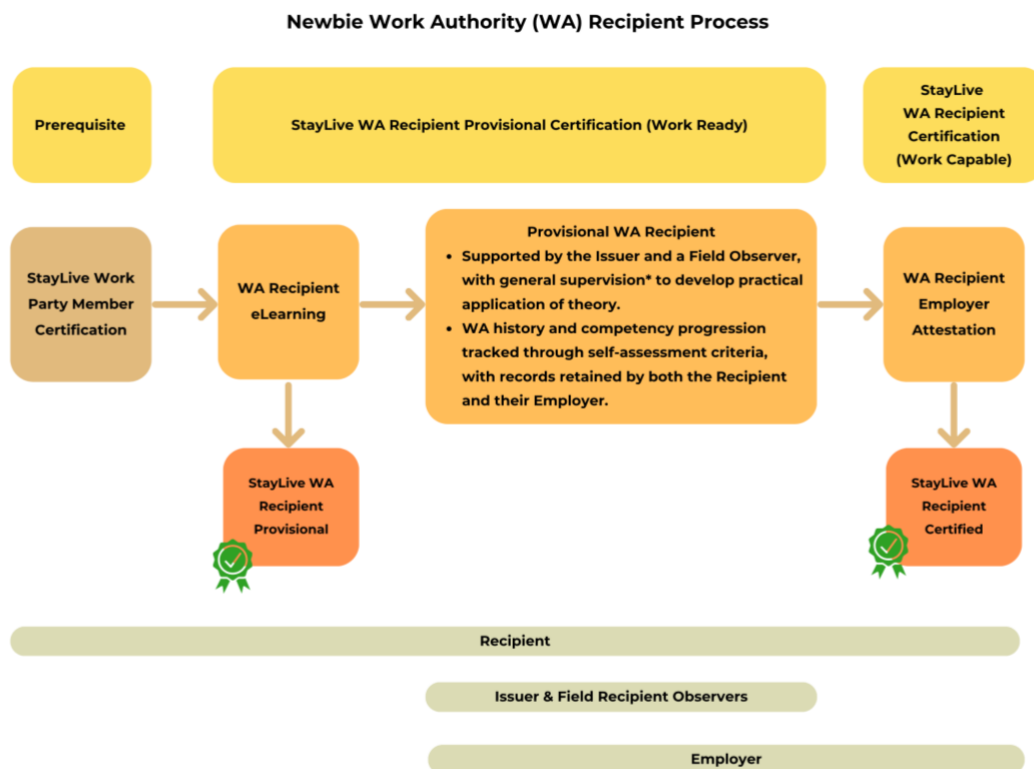 Newbie Work Authority (WA) Recipient Process
Prerequisite
StayLive WA Recipient Provisional Certification (Work Ready)
StayLive
WA Recipient
Certification
(Work Capable)
StayLive Work
Party Member
Certification
WA Recipient
eLearning
Provisional WA Recipient
• Supported by the Issuer and a Field Observer,
with general supervision* to develop practical
application of theory.
• WA history and competency progression
tracked through self-assessment criteria,
with records retained by both the Recipient
and their Employer.
WA Recipient
Employer
Attestation
StayLive WA
Recipient
Provisional
StayLive WA
Recipient
Certified
Recipient
Issuer & Field Recipient Observers
Employer